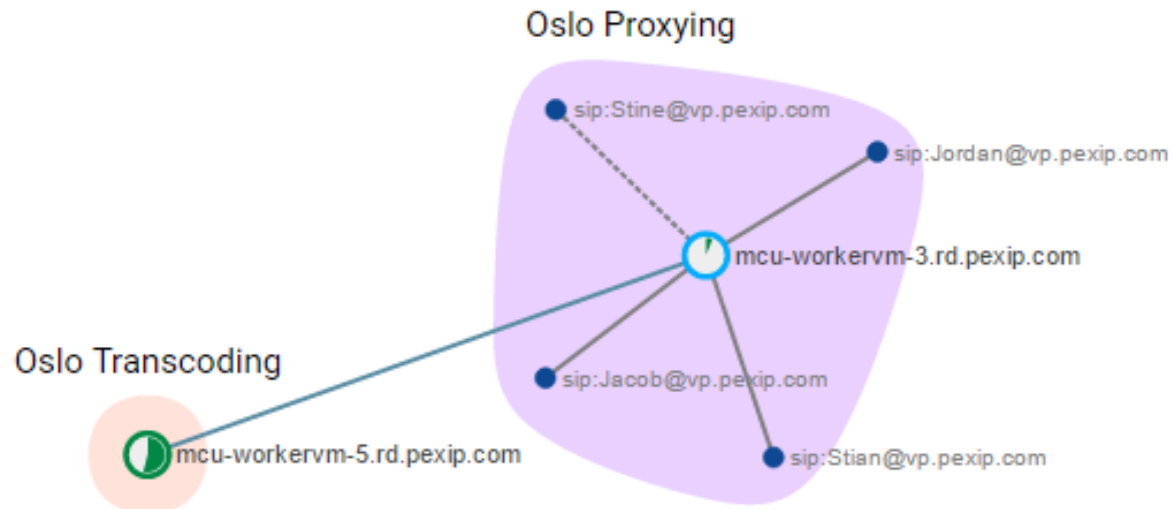 Oslo Proxying
sip:Stine@vp.pexip.com
sip:Jordan@vp.pexip.com
mcu-workervm-3.rd.pexip.com
Oslo Transcoding
sip:Jacob@vp.pexip.com
mcu-workervm-5.rd.pexip.com
sip:Stian@vp.pexip.com